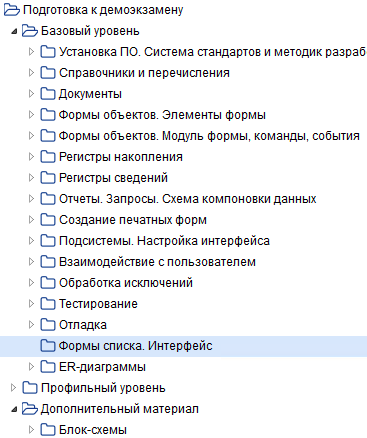 Подготовка к демоэкзамену
Базовый уровень
Установка ПО. Система стандартов и методик разраб
Справочники и перечисления
Документы
Формы объектов. Элементы формы
Формы объектов. Модуль формы, команды, события
Регистры накопления
Регистры сведений
Отчеты. Запросы. Схема компоновки данных
Создание печатных форм
Подсистемы. Настройка интерфейса
Взаимодействие с пользователем
Обработка исключений
Тестирование
Отладка
Формы списка. Интерфейс
ER-диаграммы
Профильный уровень
Дополнительный материал
Блок-схемы